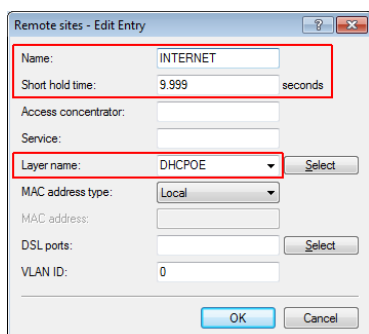 Remote sites - Edit Entry
Name: INTERNET
Short hold time: 9.999 seconds
Access concentrator:
Service:
Layer name: DHCPOE Select
MAC address type: Local
MAC address:
DSL ports: Select
VLAN ID: 0
OK Cancel